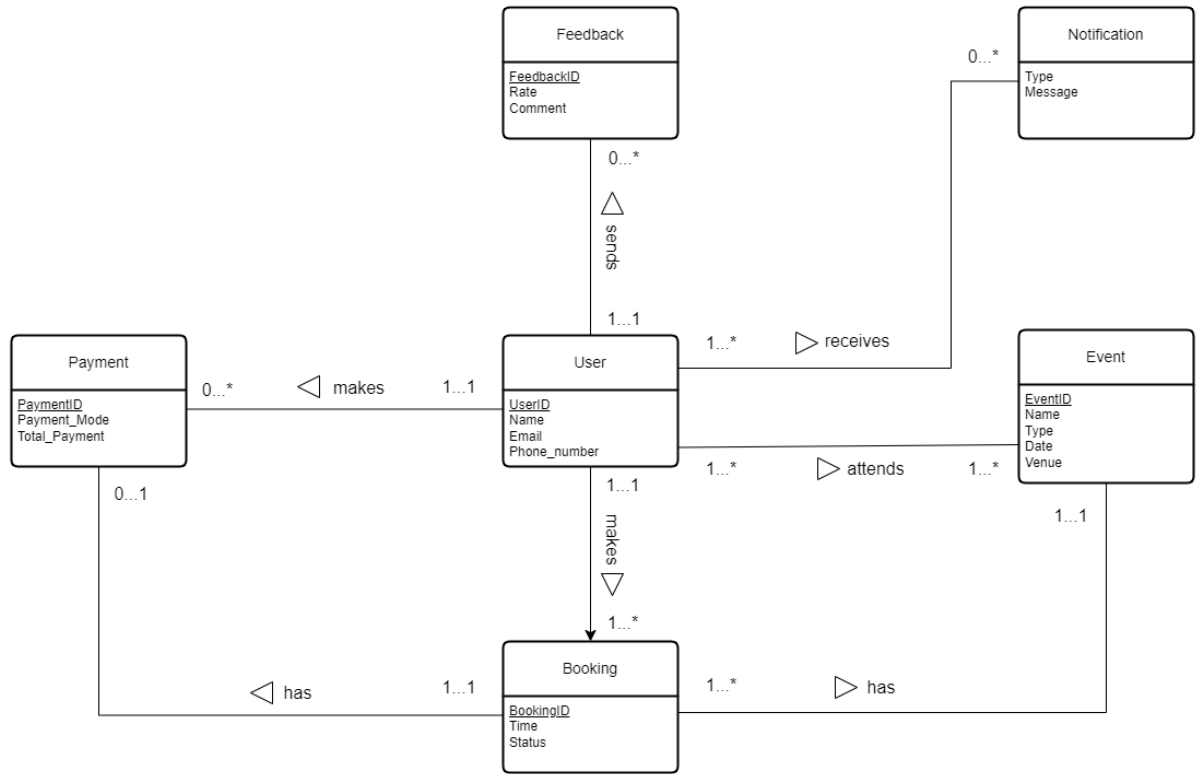 Feedback
FeedbackID
Rate
Comment
Notification
Type
Message
0...*
0...*
sends
1...1
1...*
receives
Payment
PaymentID
Payment_Mode
Total_Payment
0...*
makes
1...1
User
UserID
Name
Email
Phone_number
Event
EventID
Name
Type
Date
Venue
1...*
attends
1...*
0...1
1...1
1...1
makes
1...*
has
1...1
Booking
BookingID
Time
Status
1...*
has